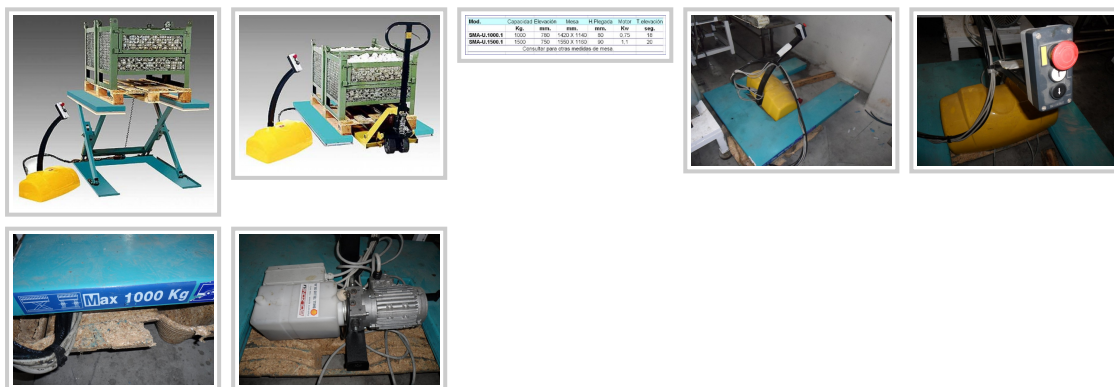 Mod. Capacidad Elevación Mesa H.Plegada Motor T.elevación
Kg. mm. mm. mm. Kw seg.
SMA-U.1000.1 1000 760 1420 X 1140 80 0,75 18
SMA-U.1500.1 1500 750 1550 X 1160 90 1,1 20
Consultar para otras medidas de mesa
Max 1000 Kg